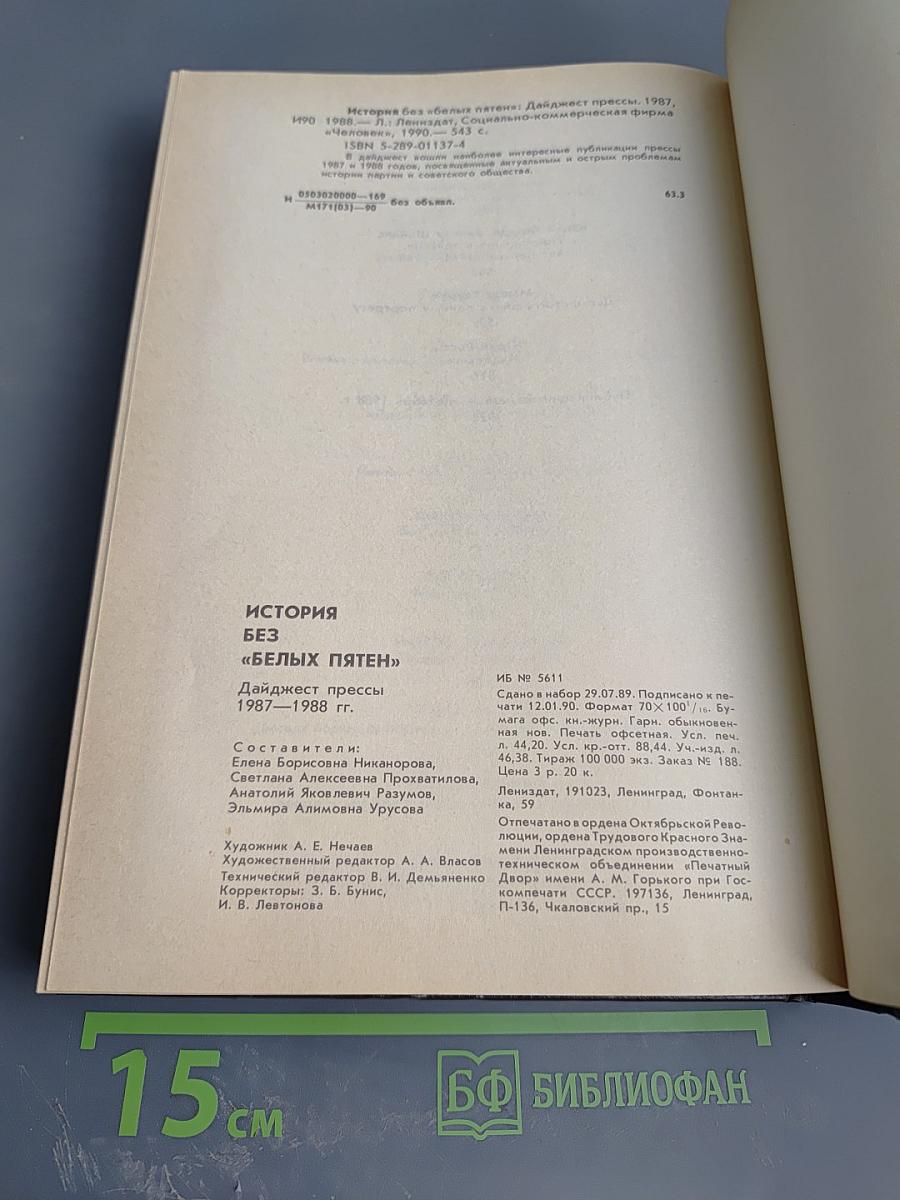 История без «белых пятен»: Дайджест прессы. 1987,
И90 1988.— Л.: Лениздат, Социально-коммерческая фирма
«Человек», 1990.— 543 с.
ISBN 5-289-01137-4
В дайджест вошли наиболее интересные публикации прессы
1987 и 1988 годов, посвященные актуальным и острым проблемам
истории партии и советского общества.
И 0503020000—169
М171(03)—90 без объявл.
63.3
ИСТОРИЯ
БЕЗ
«БЕЛЫХ ПЯТЕН»
Дайджест прессы
1987—1988 гг.
Составители:
Елена Борисовна Никанорова,
Светлана Алексеевна Прохватилова,
Анатолий Яковлевич Разумов,
Эльмира Алимовна Урусова
Художник А. Е. Нечаев
Художественный редактор А. А. Власов
Технический редактор В. И. Демьяненко
Корректоры: З. Б. Бунис,
И. В. Левтонова
ИБ № 5611
Сдано в набор 29.07.89. Подписано к пе-
чати 12.01.90. Формат 70×100¹/₁₆. Бу-
мага офс. кн.-журн. Гарн. обыкновен-
ная нов. Печать офсетная. Усл. печ.
л. 44,20. Усл. кр.-отт. 88,44. Уч.-изд. л.
46,38. Тираж 100 000 экз. Заказ № 188.
Цена 3 р. 20 к.
Лениздат, 191023, Ленинград, Фонтан-
ка, 59
Отпечатано в ордена Октябрьской Рево-
люции, ордена Трудового Красного Зна-
мени Ленинградском производственно-
техническом объединении «Печатный
Двор» имени А. М. Горького при Гос-
компечати СССР. 197136, Ленинград,
П-136, Чкаловский пр., 15
15 см
БФ БИБЛИОФАН